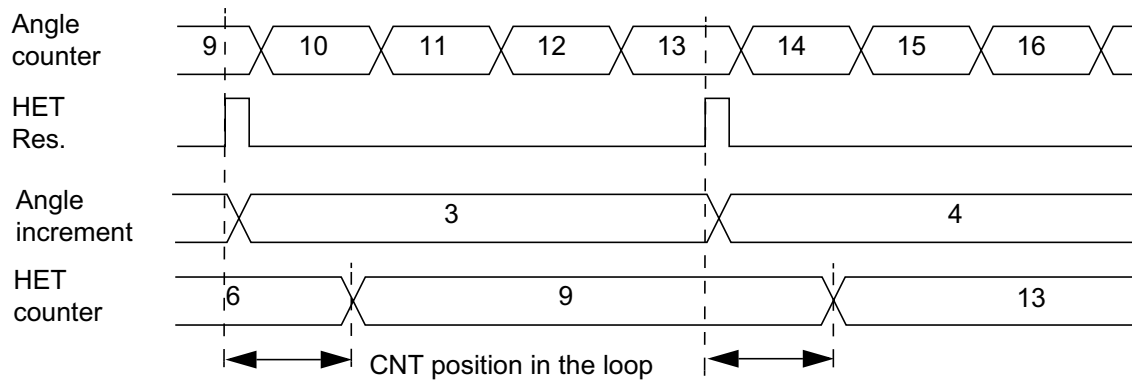 Angle
counter
9 10 11 12 13 14 15 16
HET
Res.
Angle
increment
3 4
HET
counter
6 9 13
CNT position in the loop